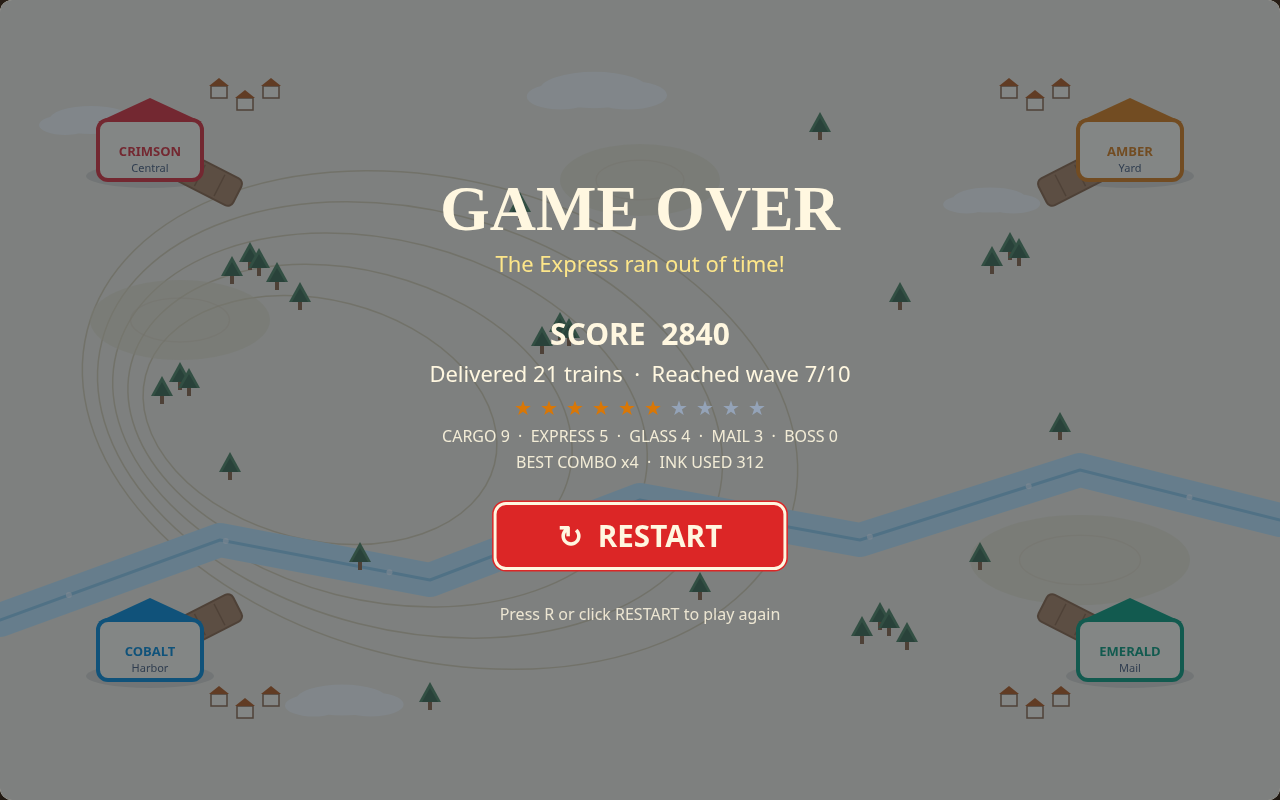 CRIMSON
Central
AMBER
Yard
GAME OVER
The Express ran out of time!
SCORE 2840
Delivered 21 trains · Reached wave 7/10
★ ★ ★ ★ ★ ★ ★ ★ ★ ★
CARGO 9 · EXPRESS 5 · GLASS 4 · MAIL 3 · BOSS 0
BEST COMBO x4 · INK USED 312
↻ RESTART
Press R or click RESTART to play again
COBALT
Harbor
EMERALD
Mail